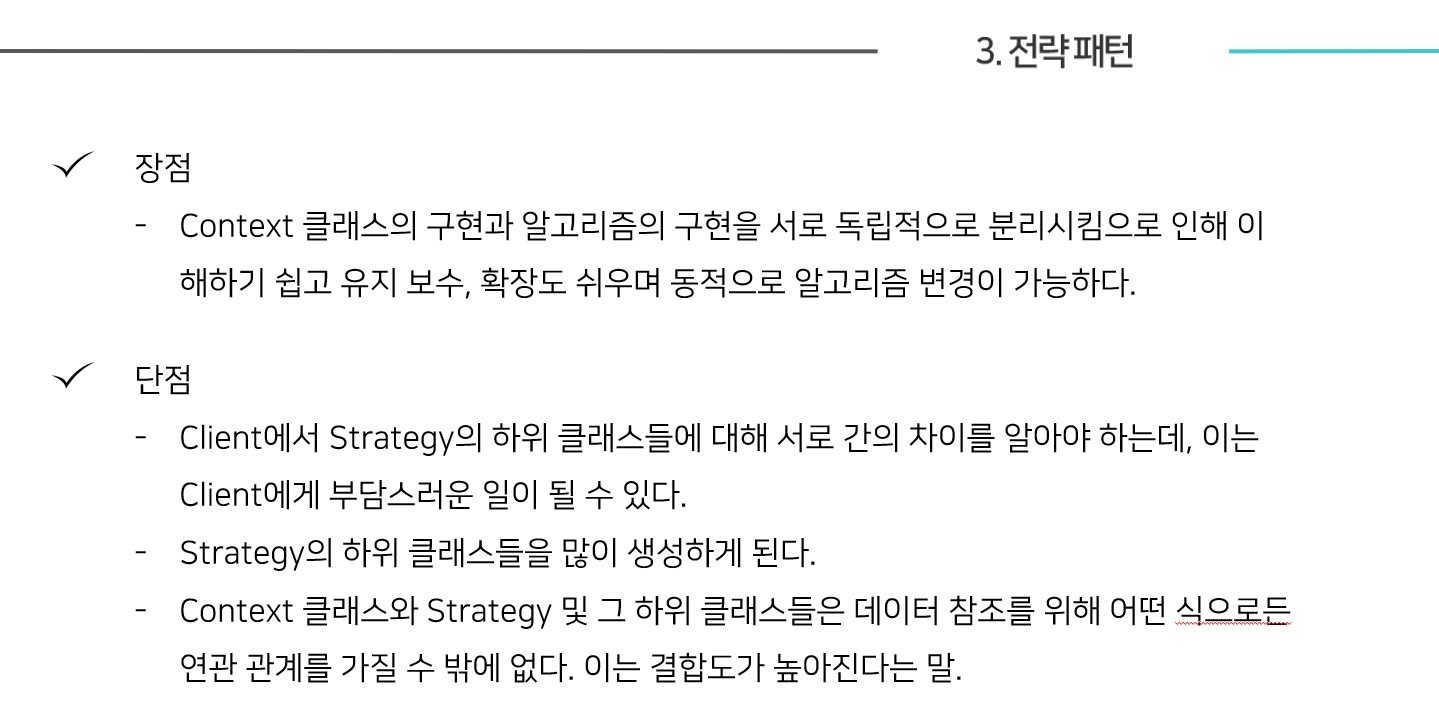 3. 전략 패턴
장점
- Context 클래스의 구현과 알고리즘의 구현을 서로 독립적으로 분리시킴으로 인해 이
해하기 쉽고 유지 보수, 확장도 쉬우며 동적으로 알고리즘 변경이 가능하다.
단점
- Client에서 Strategy의 하위 클래스들에 대해 서로 간의 차이를 알아야 하는데, 이는
Client에게 부담스러운 일이 될 수 있다.
- Strategy의 하위 클래스들을 많이 생성하게 된다.
- Context 클래스와 Strategy 및 그 하위 클래스들은 데이터 참조를 위해 어떤 식으로든
연관 관계를 가질 수 밖에 없다. 이는 결합도가 높아진다는 말.